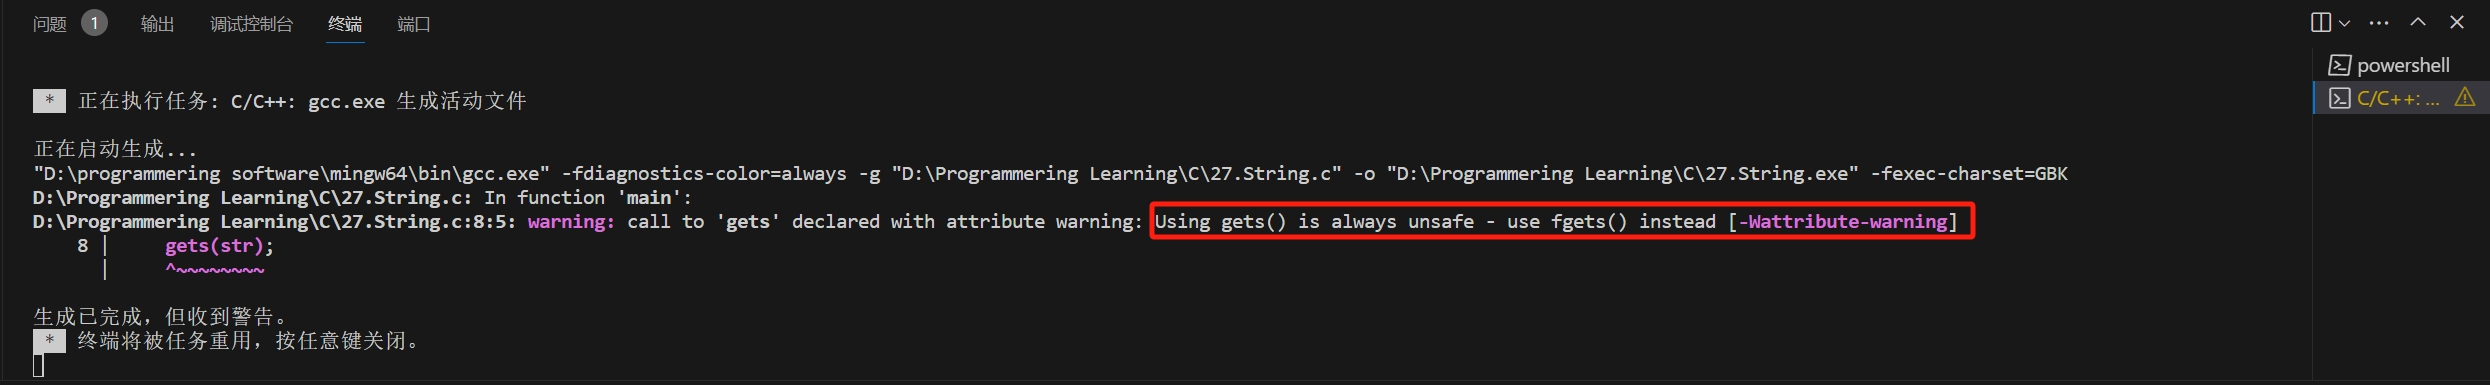 问题 1 输出 调试控制台 终端 端口
powershell
C/C++: ...
* 正在执行任务: C/C++: gcc.exe 生成活动文件
正在启动生成...
"D:\programmering software\mingw64\bin\gcc.exe" -fdiagnostics-color=always -g "D:\Programmering Learning\C\27.String.c" -o "D:\Programmering Learning\C\27.String.exe" -fexec-charset=GBK
D:\Programmering Learning\C\27.String.c: In function 'main':
D:\Programmering Learning\C\27.String.c:8:5: warning: call to 'gets' declared with attribute warning: Using gets() is always unsafe - use fgets() instead [-Wattribute-warning]
8 | gets(str);
| ^~~~~~~~~
生成已完成，但收到警告。
* 终端将被任务重用，按任意键关闭。